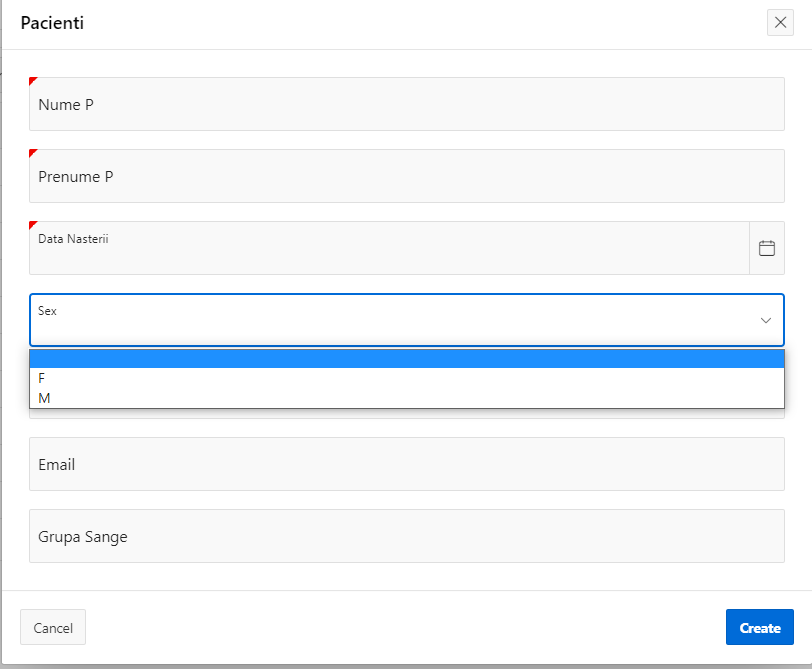 Pacienti
Nume P
Prenume P
Data Nasterii
Sex
F
M
Email
Grupa Sange
Cancel
Create